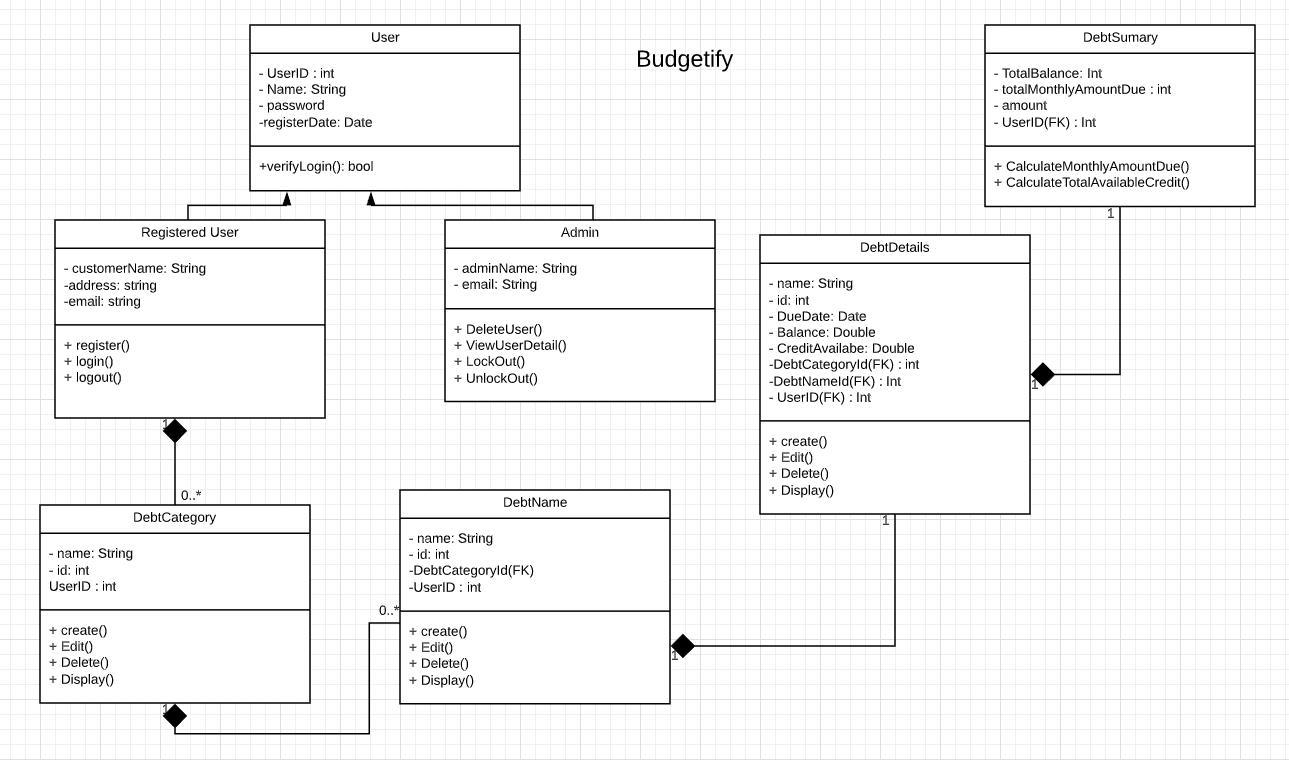 Budgetify
User
- UserID : int
- Name: String
- password
-registerDate: Date
+verifyLogin(): bool
Registered User
- customerName: String
-address: string
-email: string
+ register()
+ login()
+ logout()
1
0..*
Admin
- adminName: String
- email: String
+ DeleteUser()
+ ViewUserDetail()
+ LockOut()
+ UnlockOut()
DebtSumary
- TotalBalance: Int
- totalMonthlyAmountDue : int
- amount
- UserID(FK) : Int
+ CalculateMonthlyAmountDue()
+ CalculateTotalAvailableCredit()
1
DebtDetails
- name: String
- id: int
- DueDate: Date
- Balance: Double
- CreditAvailabe: Double
-DebtCategoryId(FK) : int
-DebtNameId(FK) : Int
- UserID(FK) : Int
+ create()
+ Edit()
+ Delete()
+ Display()
1
1
DebtCategory
- name: String
- id: int
UserID : int
+ create()
+ Edit()
+ Delete()
+ Display()
1
0..*
DebtName
- name: String
- id: int
-DebtCategoryId(FK)
-UserID : int
+ create()
+ Edit()
+ Delete()
+ Display()
1